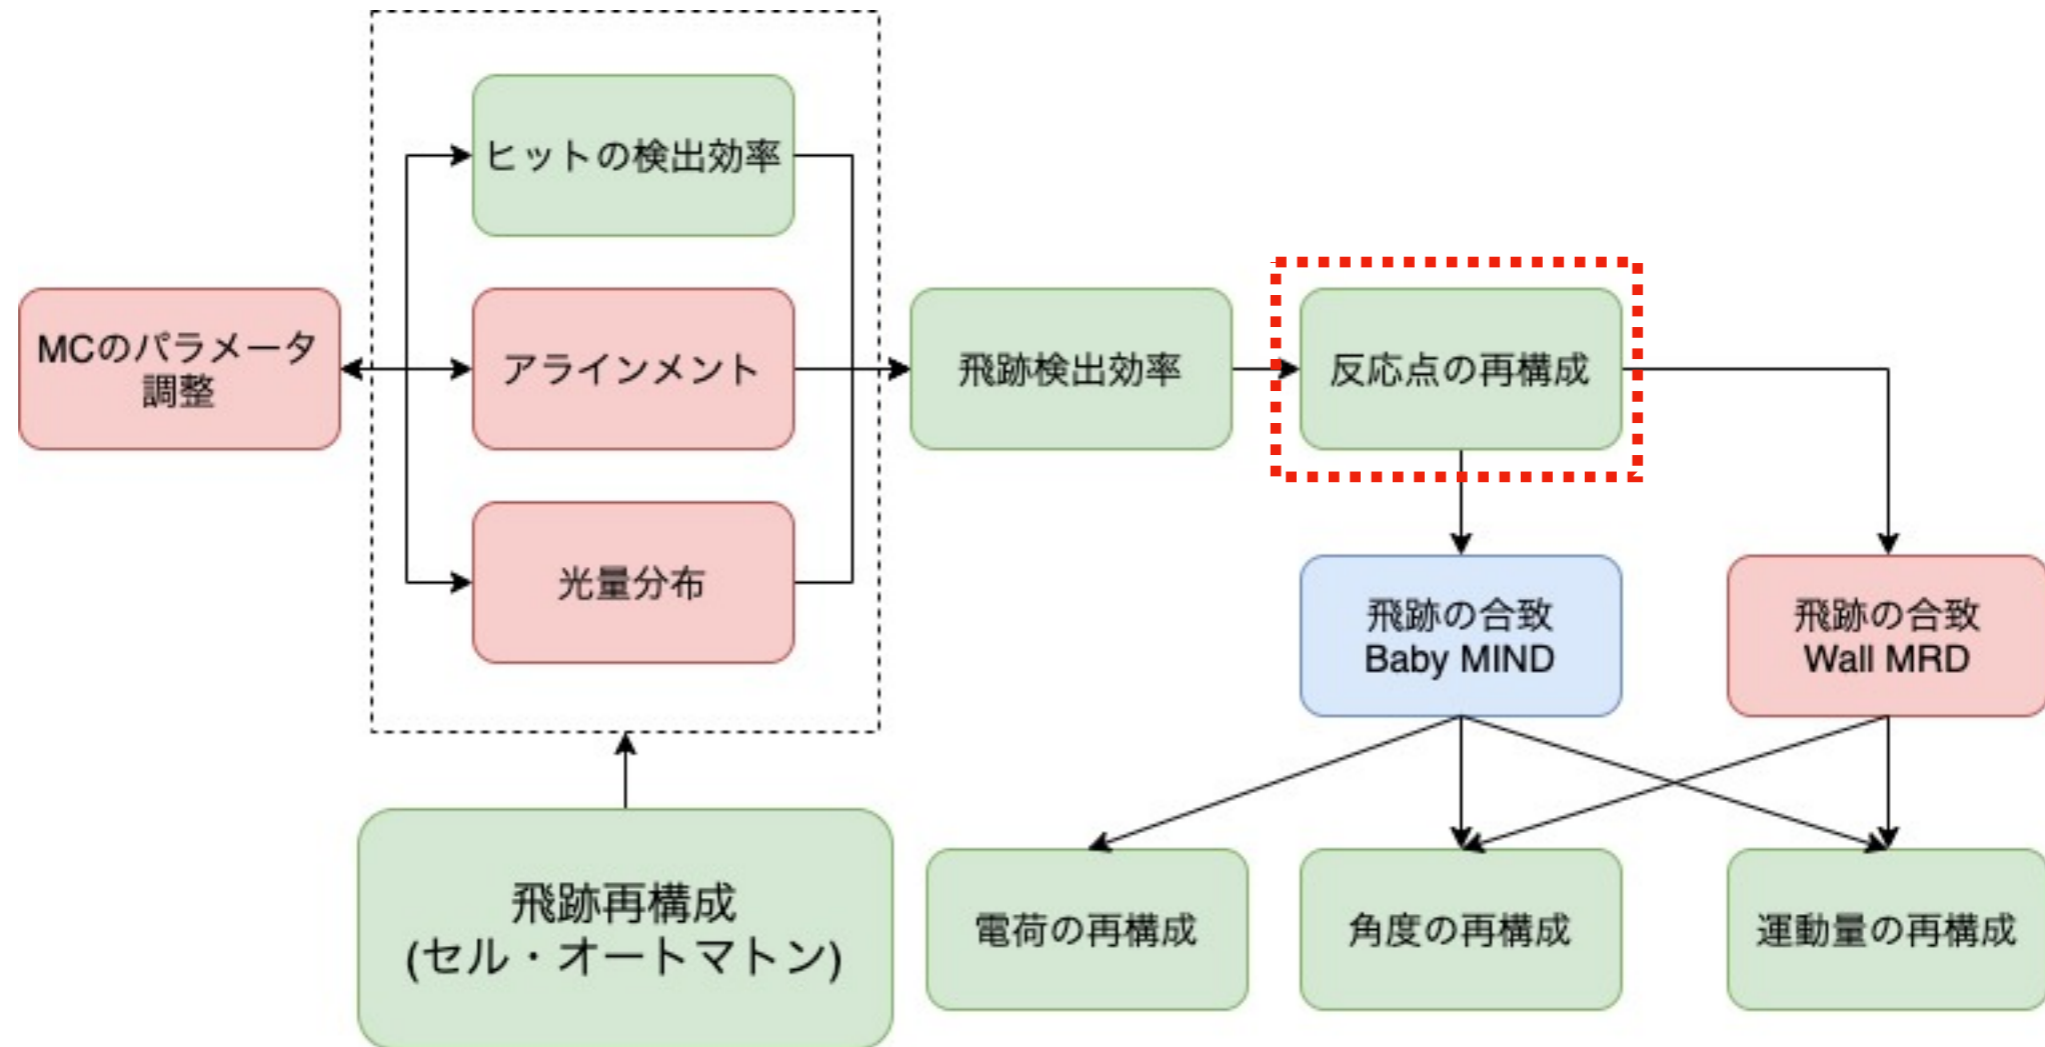 ヒットの検出効率
MCのパラメータ
調整
アラインメント
飛跡検出効率
反応点の再構成
光量分布
飛跡の合致
Baby MIND
飛跡の合致
Wall MRD
飛跡再構成
(セル・オートマトン)
電荷の再構成
角度の再構成
運動量の再構成